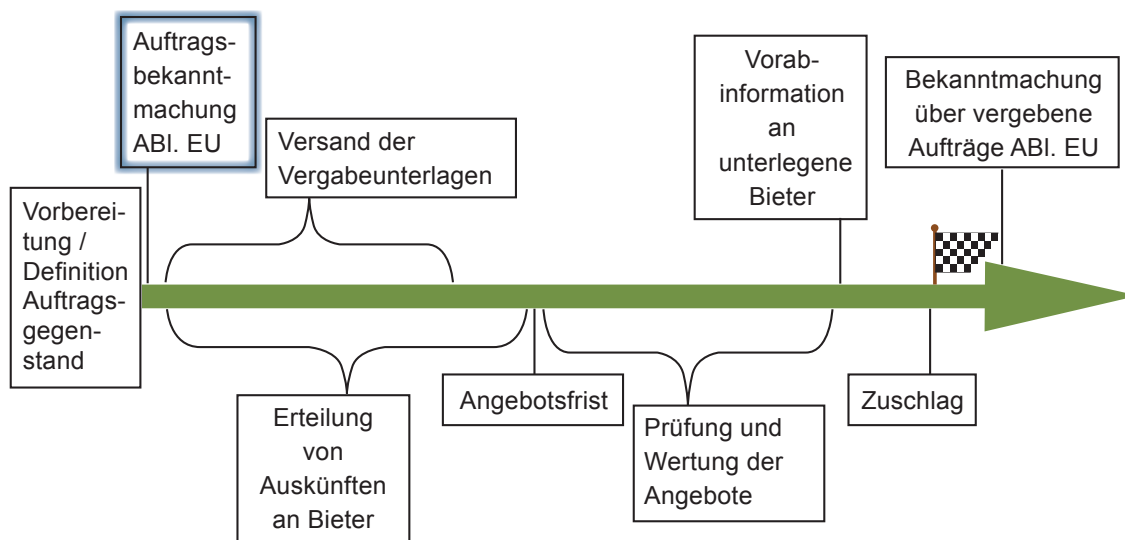 Auftrags-
bekannt-
machung
ABl. EU
Versand der
Vergabeunterlagen
Vorab-
information
an
unterlegene
Bieter
Bekanntmachung
über vergebene
Aufträge ABl. EU
Vorberei-
tung /
Definition
Auftrags-
gegen-
stand
Erteilung
von
Auskünften
an Bieter
Angebotsfrist
Prüfung und
Wertung der
Angebote
Zuschlag